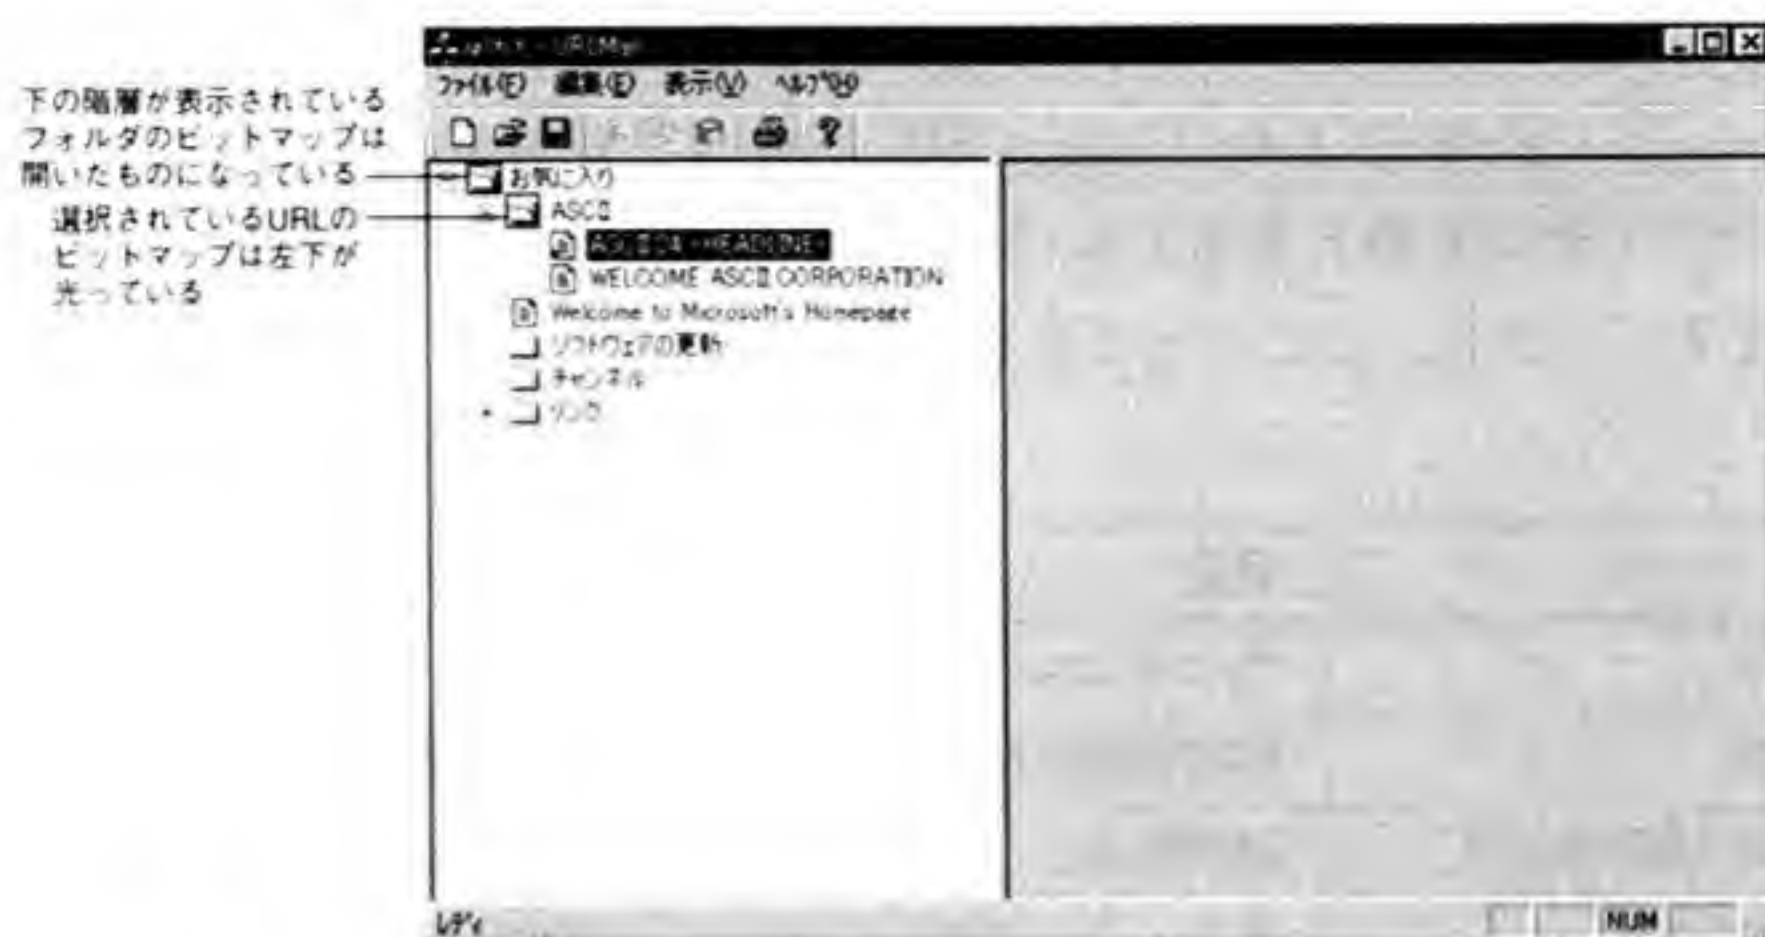 下の階層が表示されている
フォルダのビットマップは
開いたものになっている
選択されているURLの
ビットマップは左下が
光っている
URLMap
ファイル(F) 編集(E) 表示(V) ヘルプ(H)
お気に入り
ASCII
<HEADLINE>
WELCOME ASCII CORPORATION
Welcome to Microsoft's Homepage
ソフトウェアの更新
チャンネル
リンク
レディ
NUM